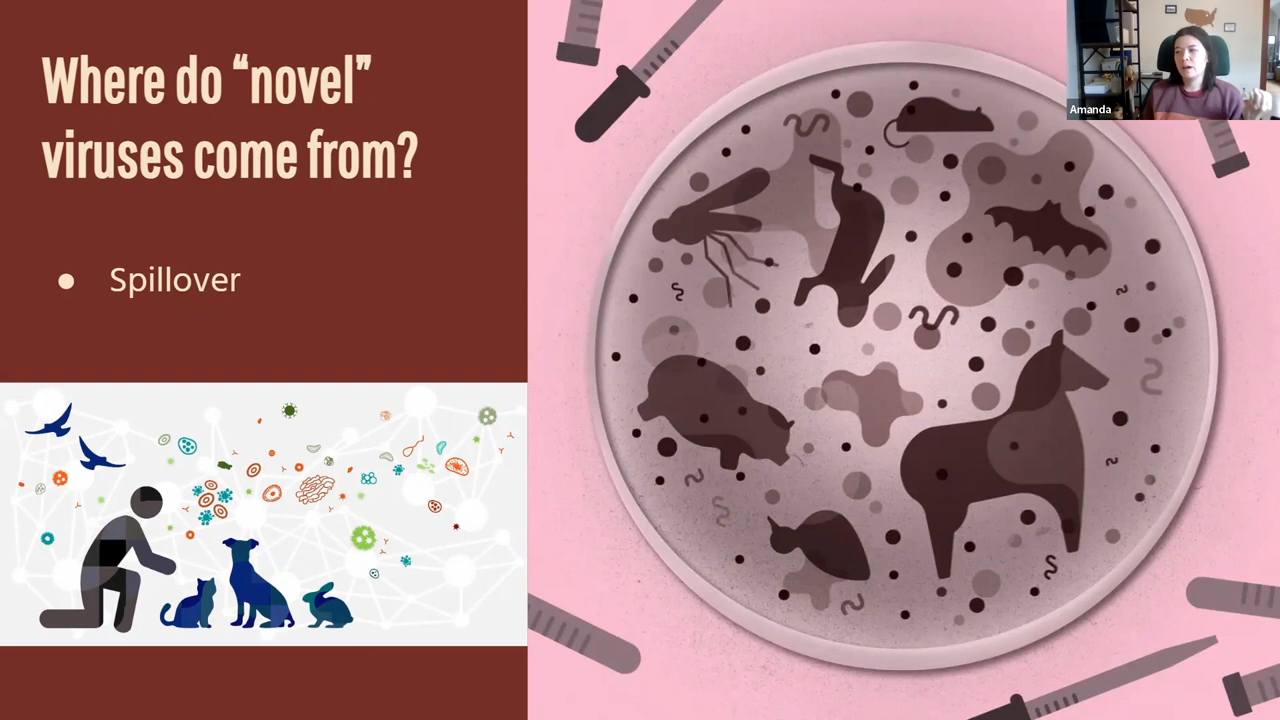 Where do “novel”
viruses come from?
● Spillover
Amanda